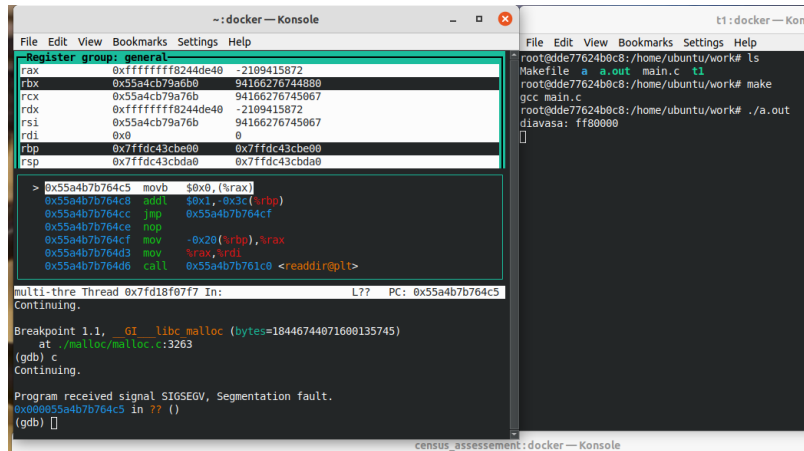 ~ : docker — Konsole
File Edit View Bookmarks Settings Help
Register group: general
rax 0xffffffff8244de40 -2109415872
rbx 0x55a4cb79a6b0 94166276744880
rcx 0x55a4cb79a76b 94166276745067
rdx 0xffffffff8244de40 -2109415872
rsi 0x55a4cb79a76b 94166276745067
rdi 0x0 0
rbp 0x7ffdc43cbe00 0x7ffdc43cbe00
rsp 0x7ffdc43cbda0 0x7ffdc43cbda0
> 0x55a4b7b764c5 movb $0x0,(%rax)
0x55a4b7b764c8 addl $0x1,-0x3c(%rbp)
0x55a4b7b764cc jmp 0x55a4b7b764cf
0x55a4b7b764ce nop
0x55a4b7b764cf mov -0x20(%rbp),%rax
0x55a4b7b764d3 mov %rax,%rdi
0x55a4b7b764d6 call 0x55a4b7b761c0 <readdir@plt>
multi-thre Thread 0x7fd18f07f7 In: L?? PC: 0x55a4b7b764c5
Continuing.
Breakpoint 1.1, __GI___libc_malloc (bytes=18446744071600135745)
at ./malloc/malloc.c:3263
(gdb) c
Continuing.
Program received signal SIGSEGV, Segmentation fault.
0x000055a4b7b764c5 in ?? ()
(gdb)
t1 : docker — Kon
File Edit View Bookmarks Settings Help
root@dde77624b0c8:/home/ubuntu/work# ls
Makefile a a.out main.c t1
root@dde77624b0c8:/home/ubuntu/work# make
gcc main.c
root@dde77624b0c8:/home/ubuntu/work# ./a.out
diavasa: ff80000
census_assessement : docker — Konsole